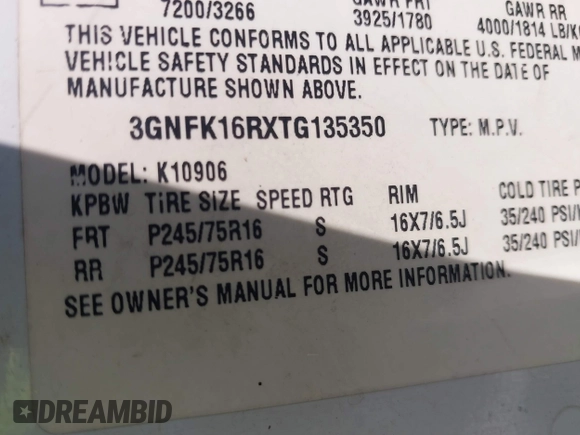 GAWR FRT GAWR RR
7200/3266 3925/1780 4000/1814 LB/K
THIS VEHICLE CONFORMS TO ALL APPLICABLE U.S. FEDERAL M
VEHICLE SAFETY STANDARDS IN EFFECT ON THE DATE OF
MANUFACTURE SHOWN ABOVE.
3GNFK16RXTG135350 TYPE: M.P.V.
MODEL: K10906
KPBW TIRE SIZE SPEED RTG RIM COLD TIRE P
FRT P245/75R16 S 16X7/6.5J 35/240 PSI/
RR P245/75R16 S 16X7/6.5J 35/240 PSI/
SEE OWNER'S MANUAL FOR MORE INFORMATION.
DREAMBID